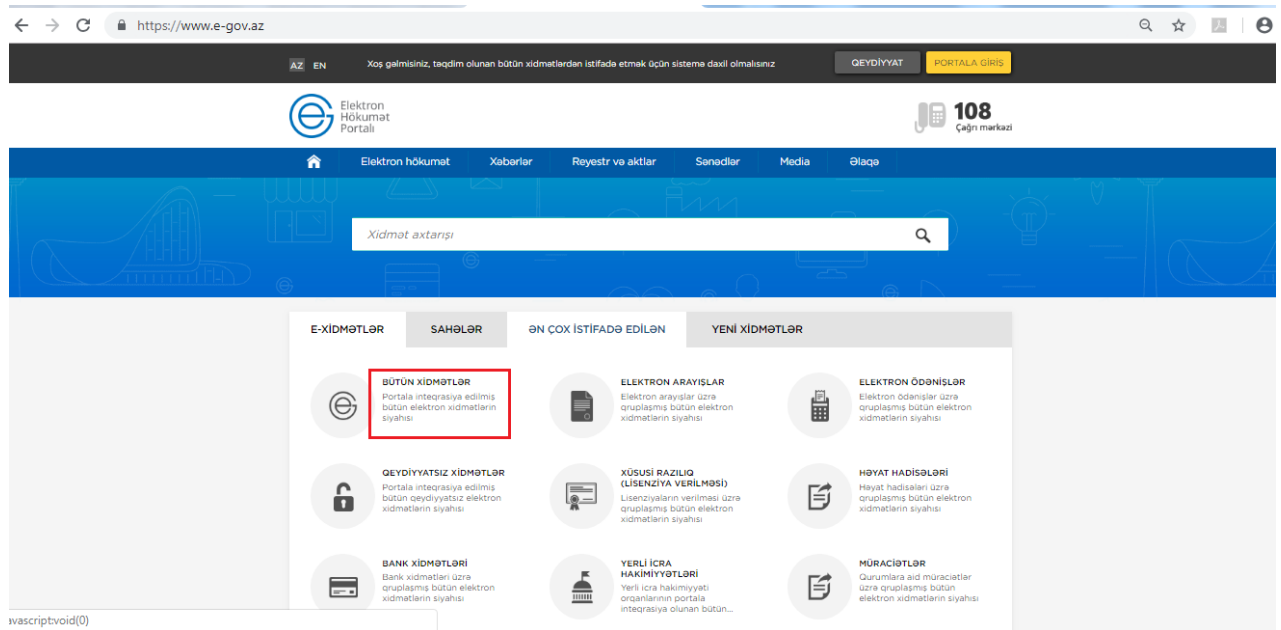 https://www.e-gov.az
AZ EN Xoş gəlmisiniz, təqdim olunan bütün xidmətlərdən istifadə etmək üçün sistemə daxil olmalısınız QEYDİYYAT PORTALA GİRİŞ
Elektron
Hökumət
Portalı
108
Çağrı mərkəzi
Elektron hökumət Xəbərlər Reyestr və aktlar Sənədlər Media Əlaqə
Xidmət axtarışı
E-XİDMƏTLƏR SAHƏLƏR ƏN ÇOX İSTİFADƏ EDİLƏN YENİ XİDMƏTLƏR
BÜTÜN XİDMƏTLƏR
Portala inteqrasiya edilmiş
bütün elektron xidmətlərin
siyahısı
ELEKTRON ARAYIŞLAR
Elektron arayışlar üzrə
qruplaşmış bütün elektron
xidmətlərin siyahısı
ELEKTRON ÖDƏNİŞLƏR
Elektron ödənişlər üzrə
qruplaşmış bütün elektron
xidmətlərin siyahısı
QEYDİYYATSIZ XİDMƏTLƏR
Portala inteqrasiya edilmiş
bütün qeydiyyatsız elektron
xidmətlərin siyahısı
XÜSUSİ RAZILIQ
(LİSENZİYA VERİLMƏSİ)
Lisenziyaların verilməsi üzrə
qruplaşmış bütün elektron
xidmətlərin siyahısı
HƏYAT HADİSƏLƏRİ
Həyat hadisələri üzrə
qruplaşmış bütün elektron
xidmətlərin siyahısı
BANK XİDMƏTLƏRİ
Bank xidmətləri üzrə
qruplaşmış bütün elektron
xidmətlərin siyahısı
YERLİ İCRA
HAKİMİYYƏTLƏRİ
Yerli icra hakimiyyəti
orqanlarının portala
inteqrasiya olunan bütün...
MÜRACİƏTLƏR
Qurumlara aid müraciətlər
üzrə qruplaşmış bütün
elektron xidmətlərin siyahısı
avascript:void(0)